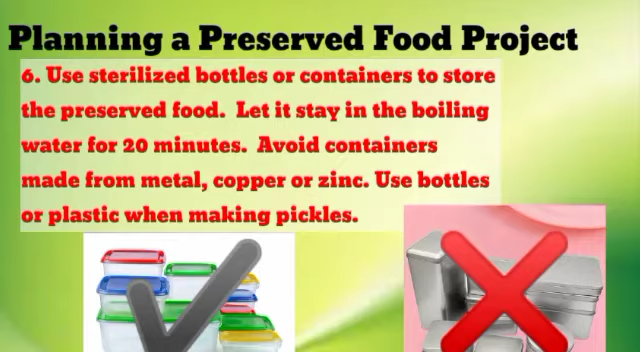 Planning a Preserved Food Project
6. Use sterilized bottles or containers to store
the preserved food.  Let it stay in the boiling
water for 20 minutes.  Avoid containers
made from metal, copper or zinc. Use bottles
or plastic when making pickles.